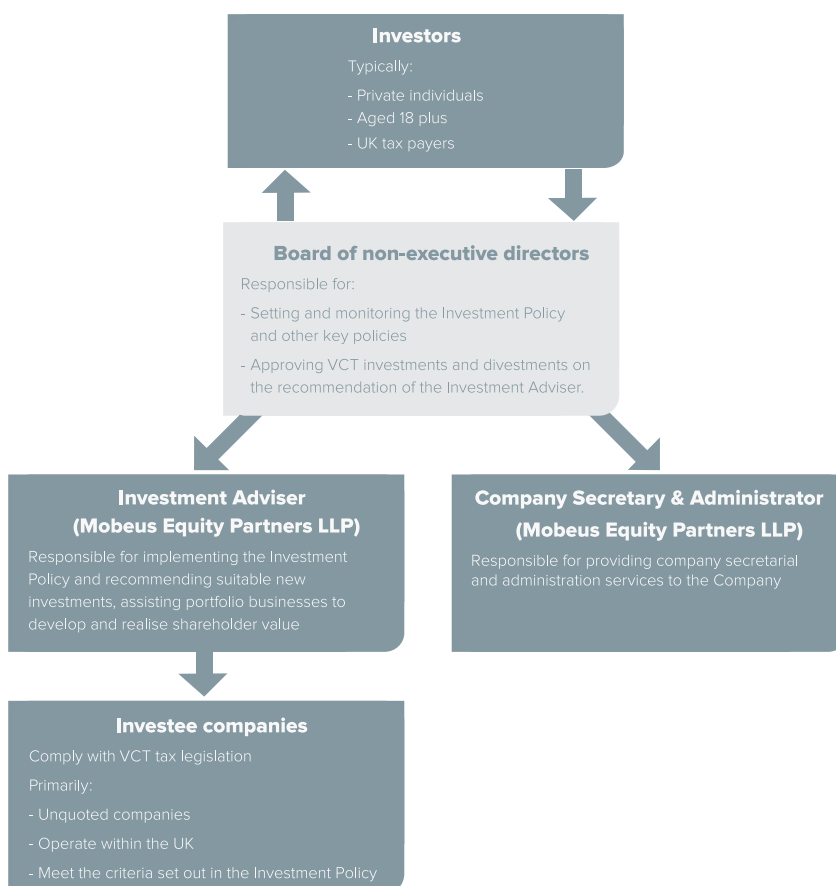 Investors
Typically:
- Private individuals
- Aged 18 plus
- UK tax payers
Board of non-executive directors
Responsible for:
- Setting and monitoring the Investment Policy
and other key policies
- Approving VCT investments and divestments on
the recommendation of the Investment Adviser.
Investment Adviser
(Mobeus Equity Partners LLP)
Responsible for implementing the Investment
Policy and recommending suitable new
investments, assisting portfolio businesses to
develop and realise shareholder value
Company Secretary & Administrator
(Mobeus Equity Partners LLP)
Responsible for providing company secretarial
and administration services to the Company
Investee companies
Comply with VCT tax legislation
Primarily:
- Unquoted companies
- Operate within the UK
- Meet the criteria set out in the Investment Policy